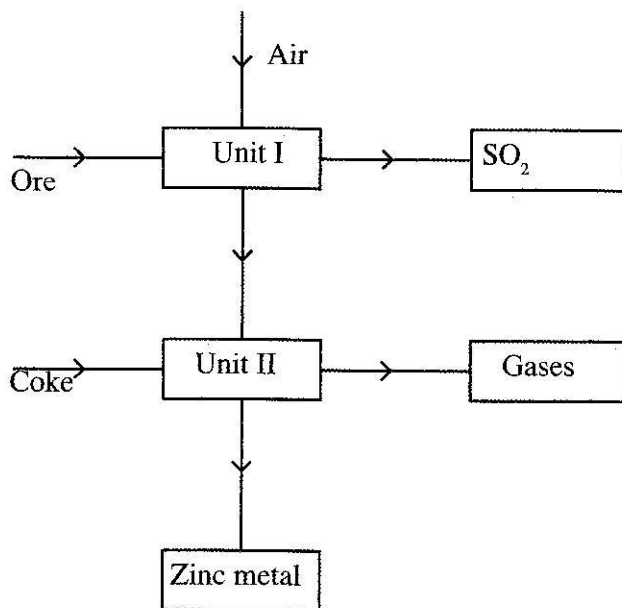 Air
Unit I
SO₂
Ore
Unit II
Gases
Coke
Zinc metal